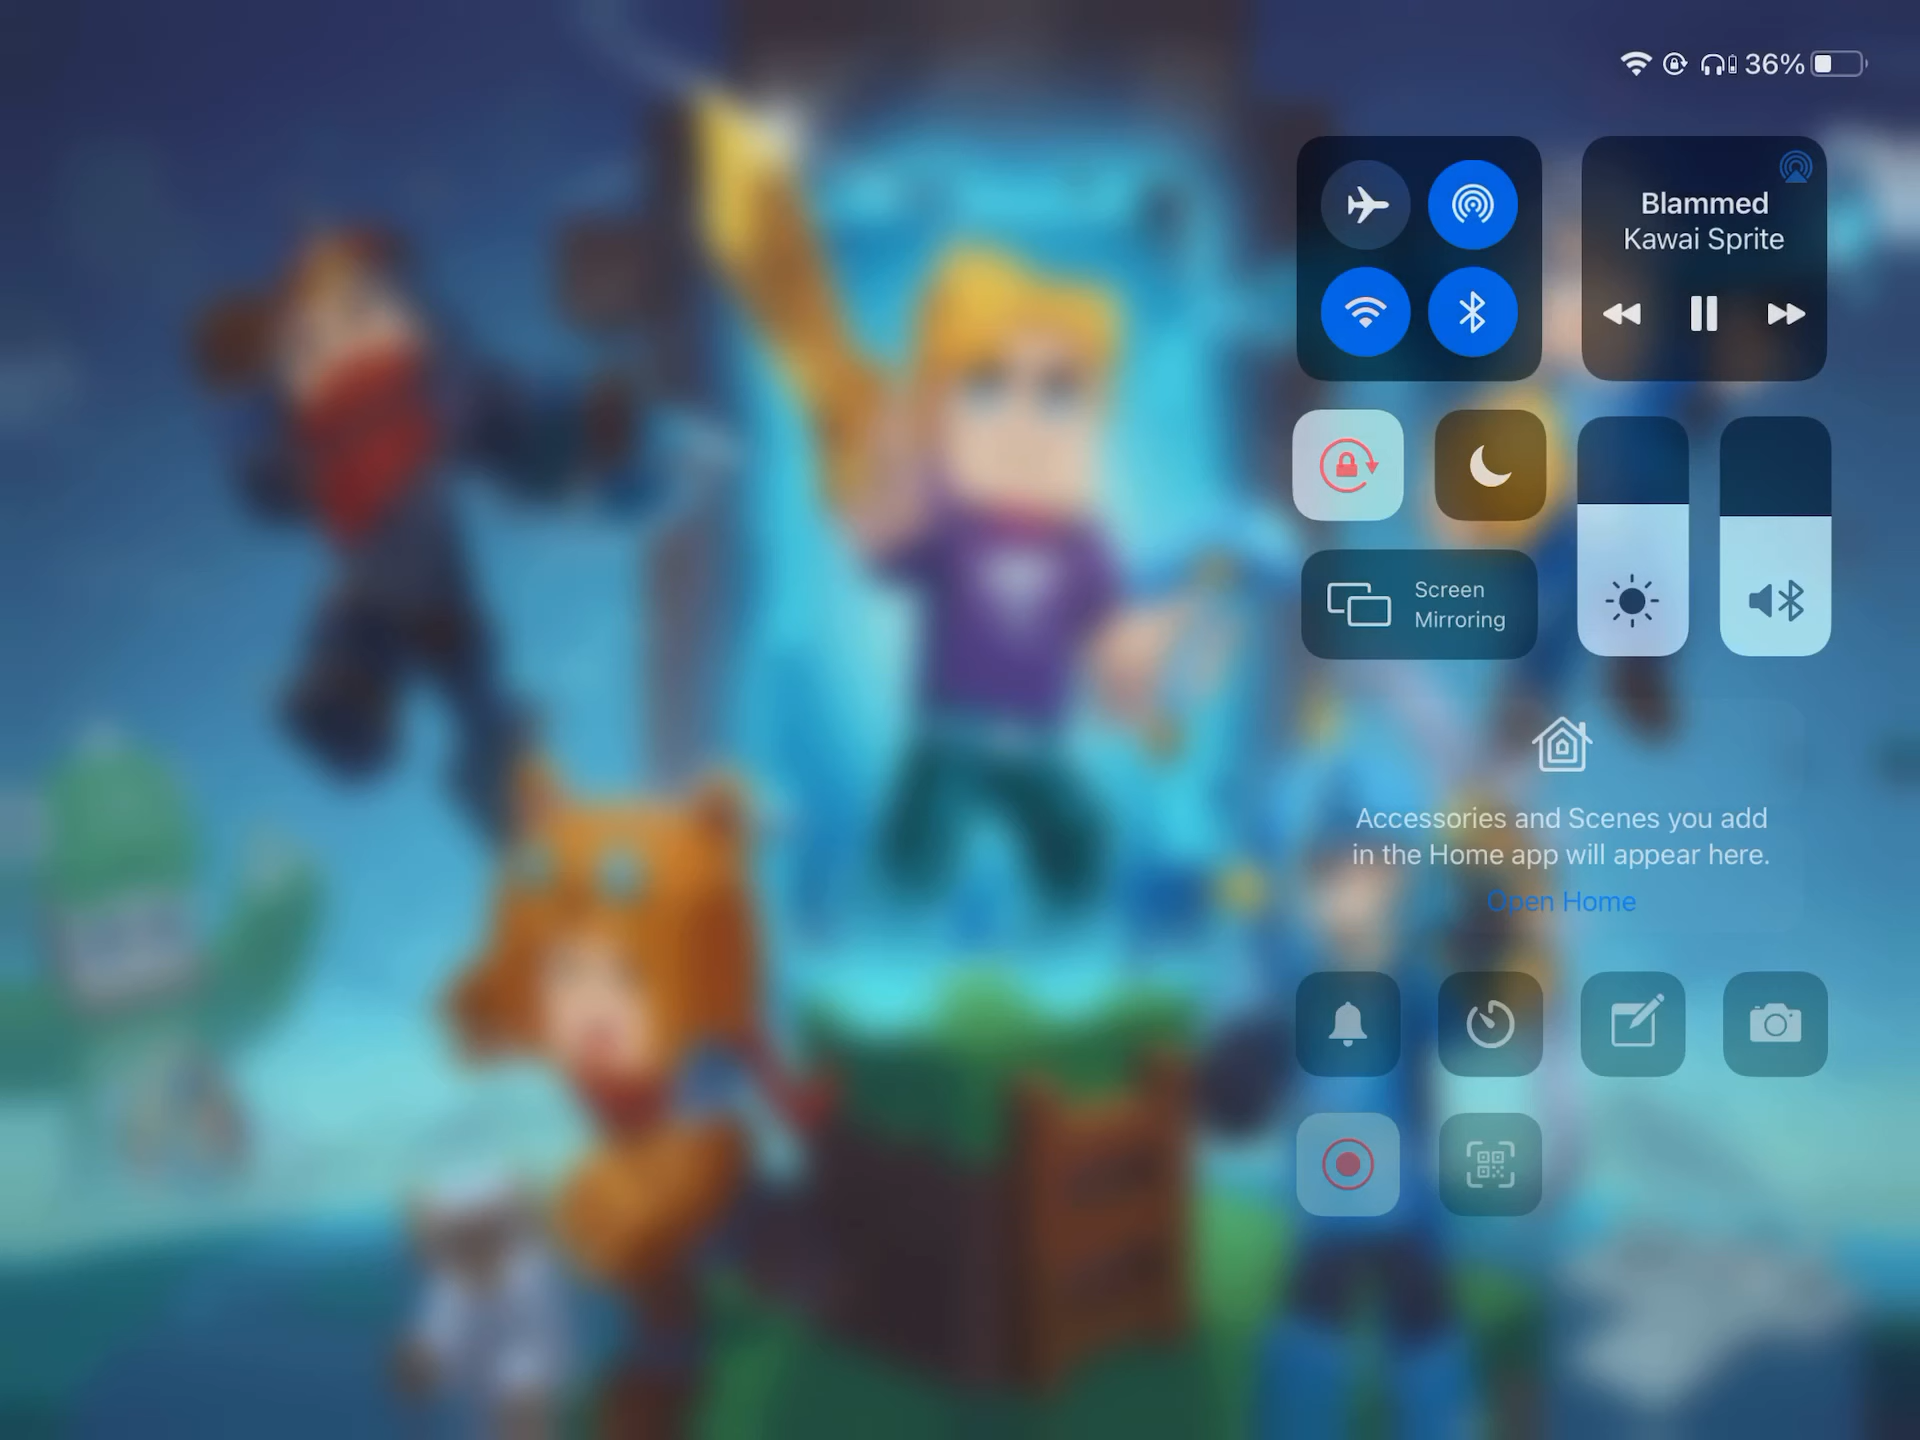 36%
Blammed
Kawai Sprite
Screen
Mirroring
Accessories and Scenes you add
in the Home app will appear here.
Open Home